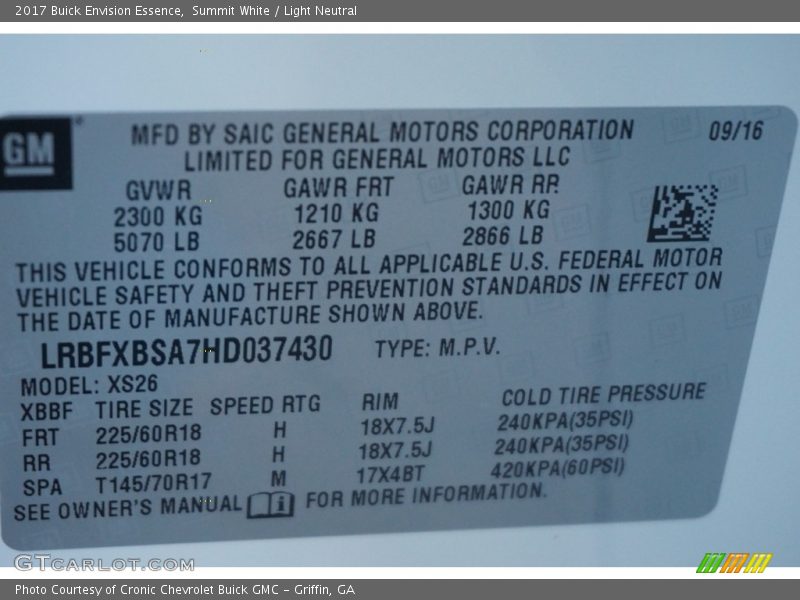 2017 Buick Envision Essence,  Summit White / Light Neutral
GM
MFD BY SAIC GENERAL MOTORS CORPORATION 09/16
LIMITED FOR GENERAL MOTORS LLC
GVWR GAWR FRT GAWR RR
2300 KG 1210 KG 1300 KG
5070 LB 2667 LB 2866 LB
THIS VEHICLE CONFORMS TO ALL APPLICABLE U.S. FEDERAL MOTOR
VEHICLE SAFETY AND THEFT PREVENTION STANDARDS IN EFFECT ON
THE DATE OF MANUFACTURE SHOWN ABOVE.
LRBFXBSA7HD037430 TYPE: M.P.V.
MODEL: XS26
XBBF TIRE SIZE SPEED RTG RIM COLD TIRE PRESSURE
FRT 225/60R18 H 18X7.5J 240KPA(35PSI)
RR 225/60R18 H 18X7.5J 240KPA(35PSI)
SPA T145/70R17 M 17X4BT 420KPA(60PSI)
SEE OWNER'S MANUAL FOR MORE INFORMATION.
GTCARLOT.COM
Photo Courtesy of Cronic Chevrolet Buick GMC – Griffin, GA